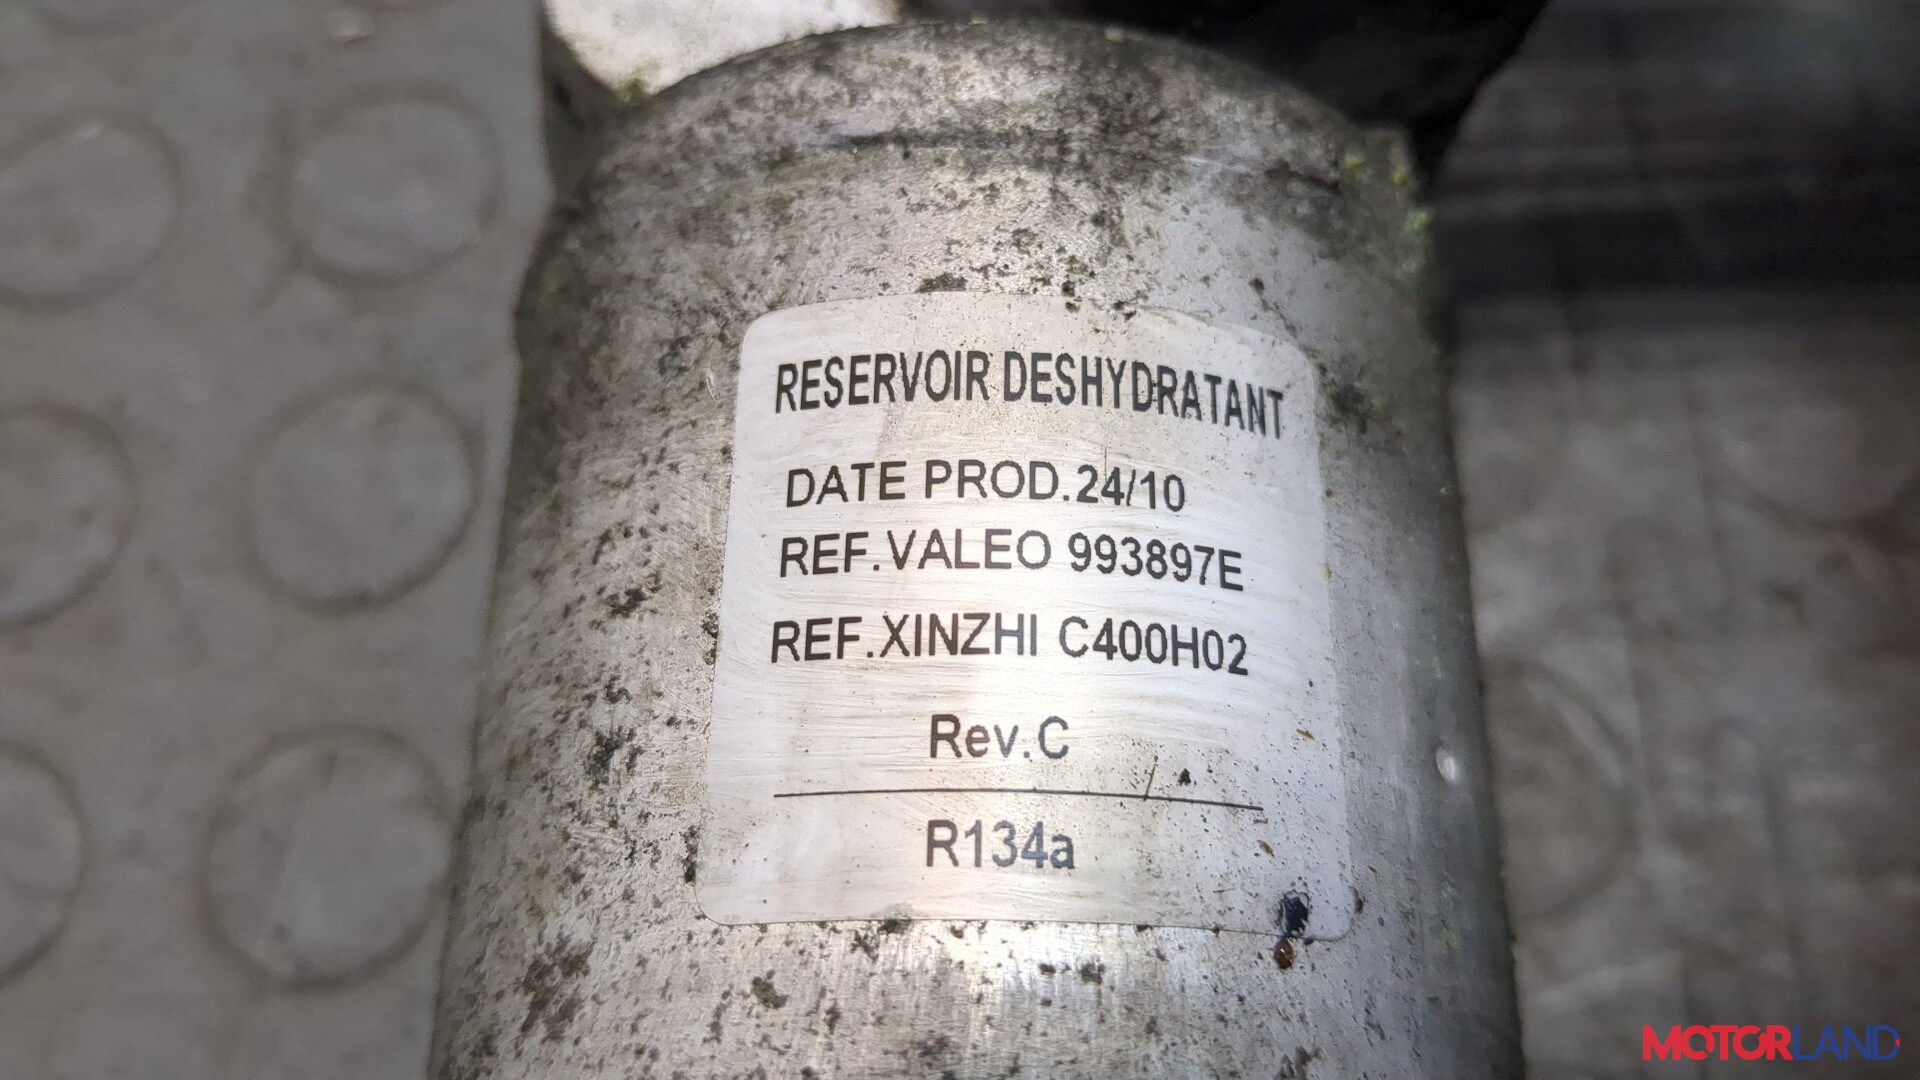 RESERVOIR DESHYDRATANT
DATE PROD.24/10
REF.VALEO 993897E
REF.XINZHI C400H02
Rev.C
R134a
MOTORLAND